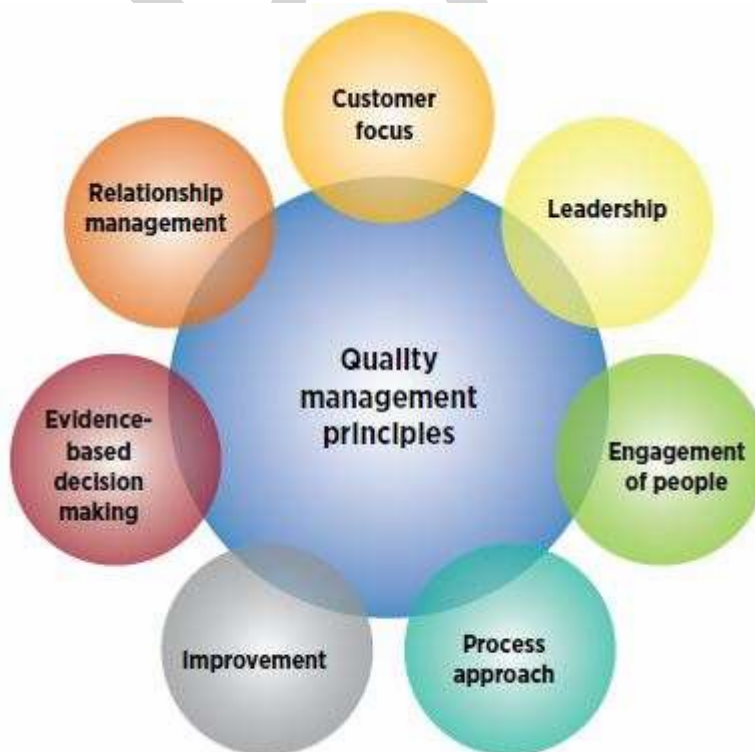 Customer
focus
Leadership
Engagement
of people
Process
approach
Improvement
Evidence-
based
decision
making
Relationship
management
Quality
management
principles